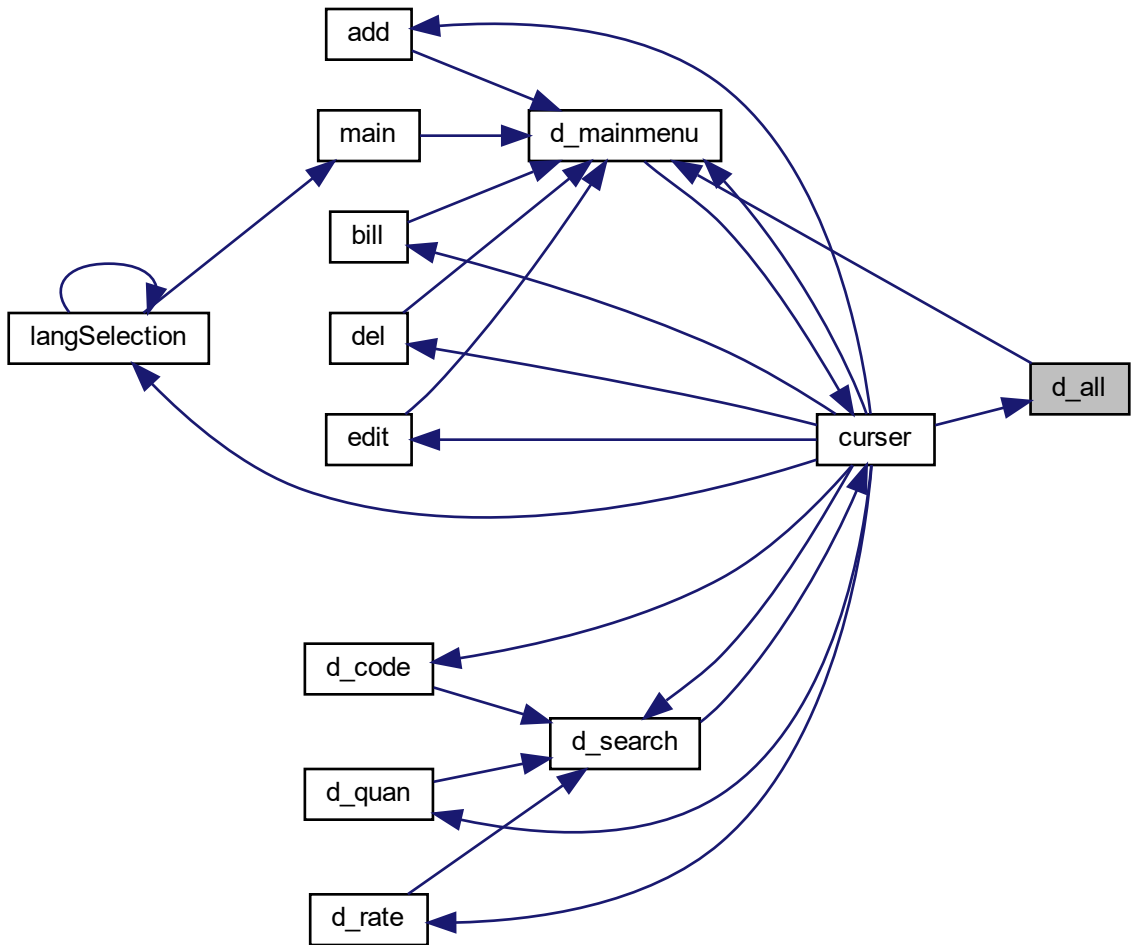 add
main
d_mainmenu
bill
langSelection
del
d_all
edit
curser
d_code
d_search
d_quan
d_rate